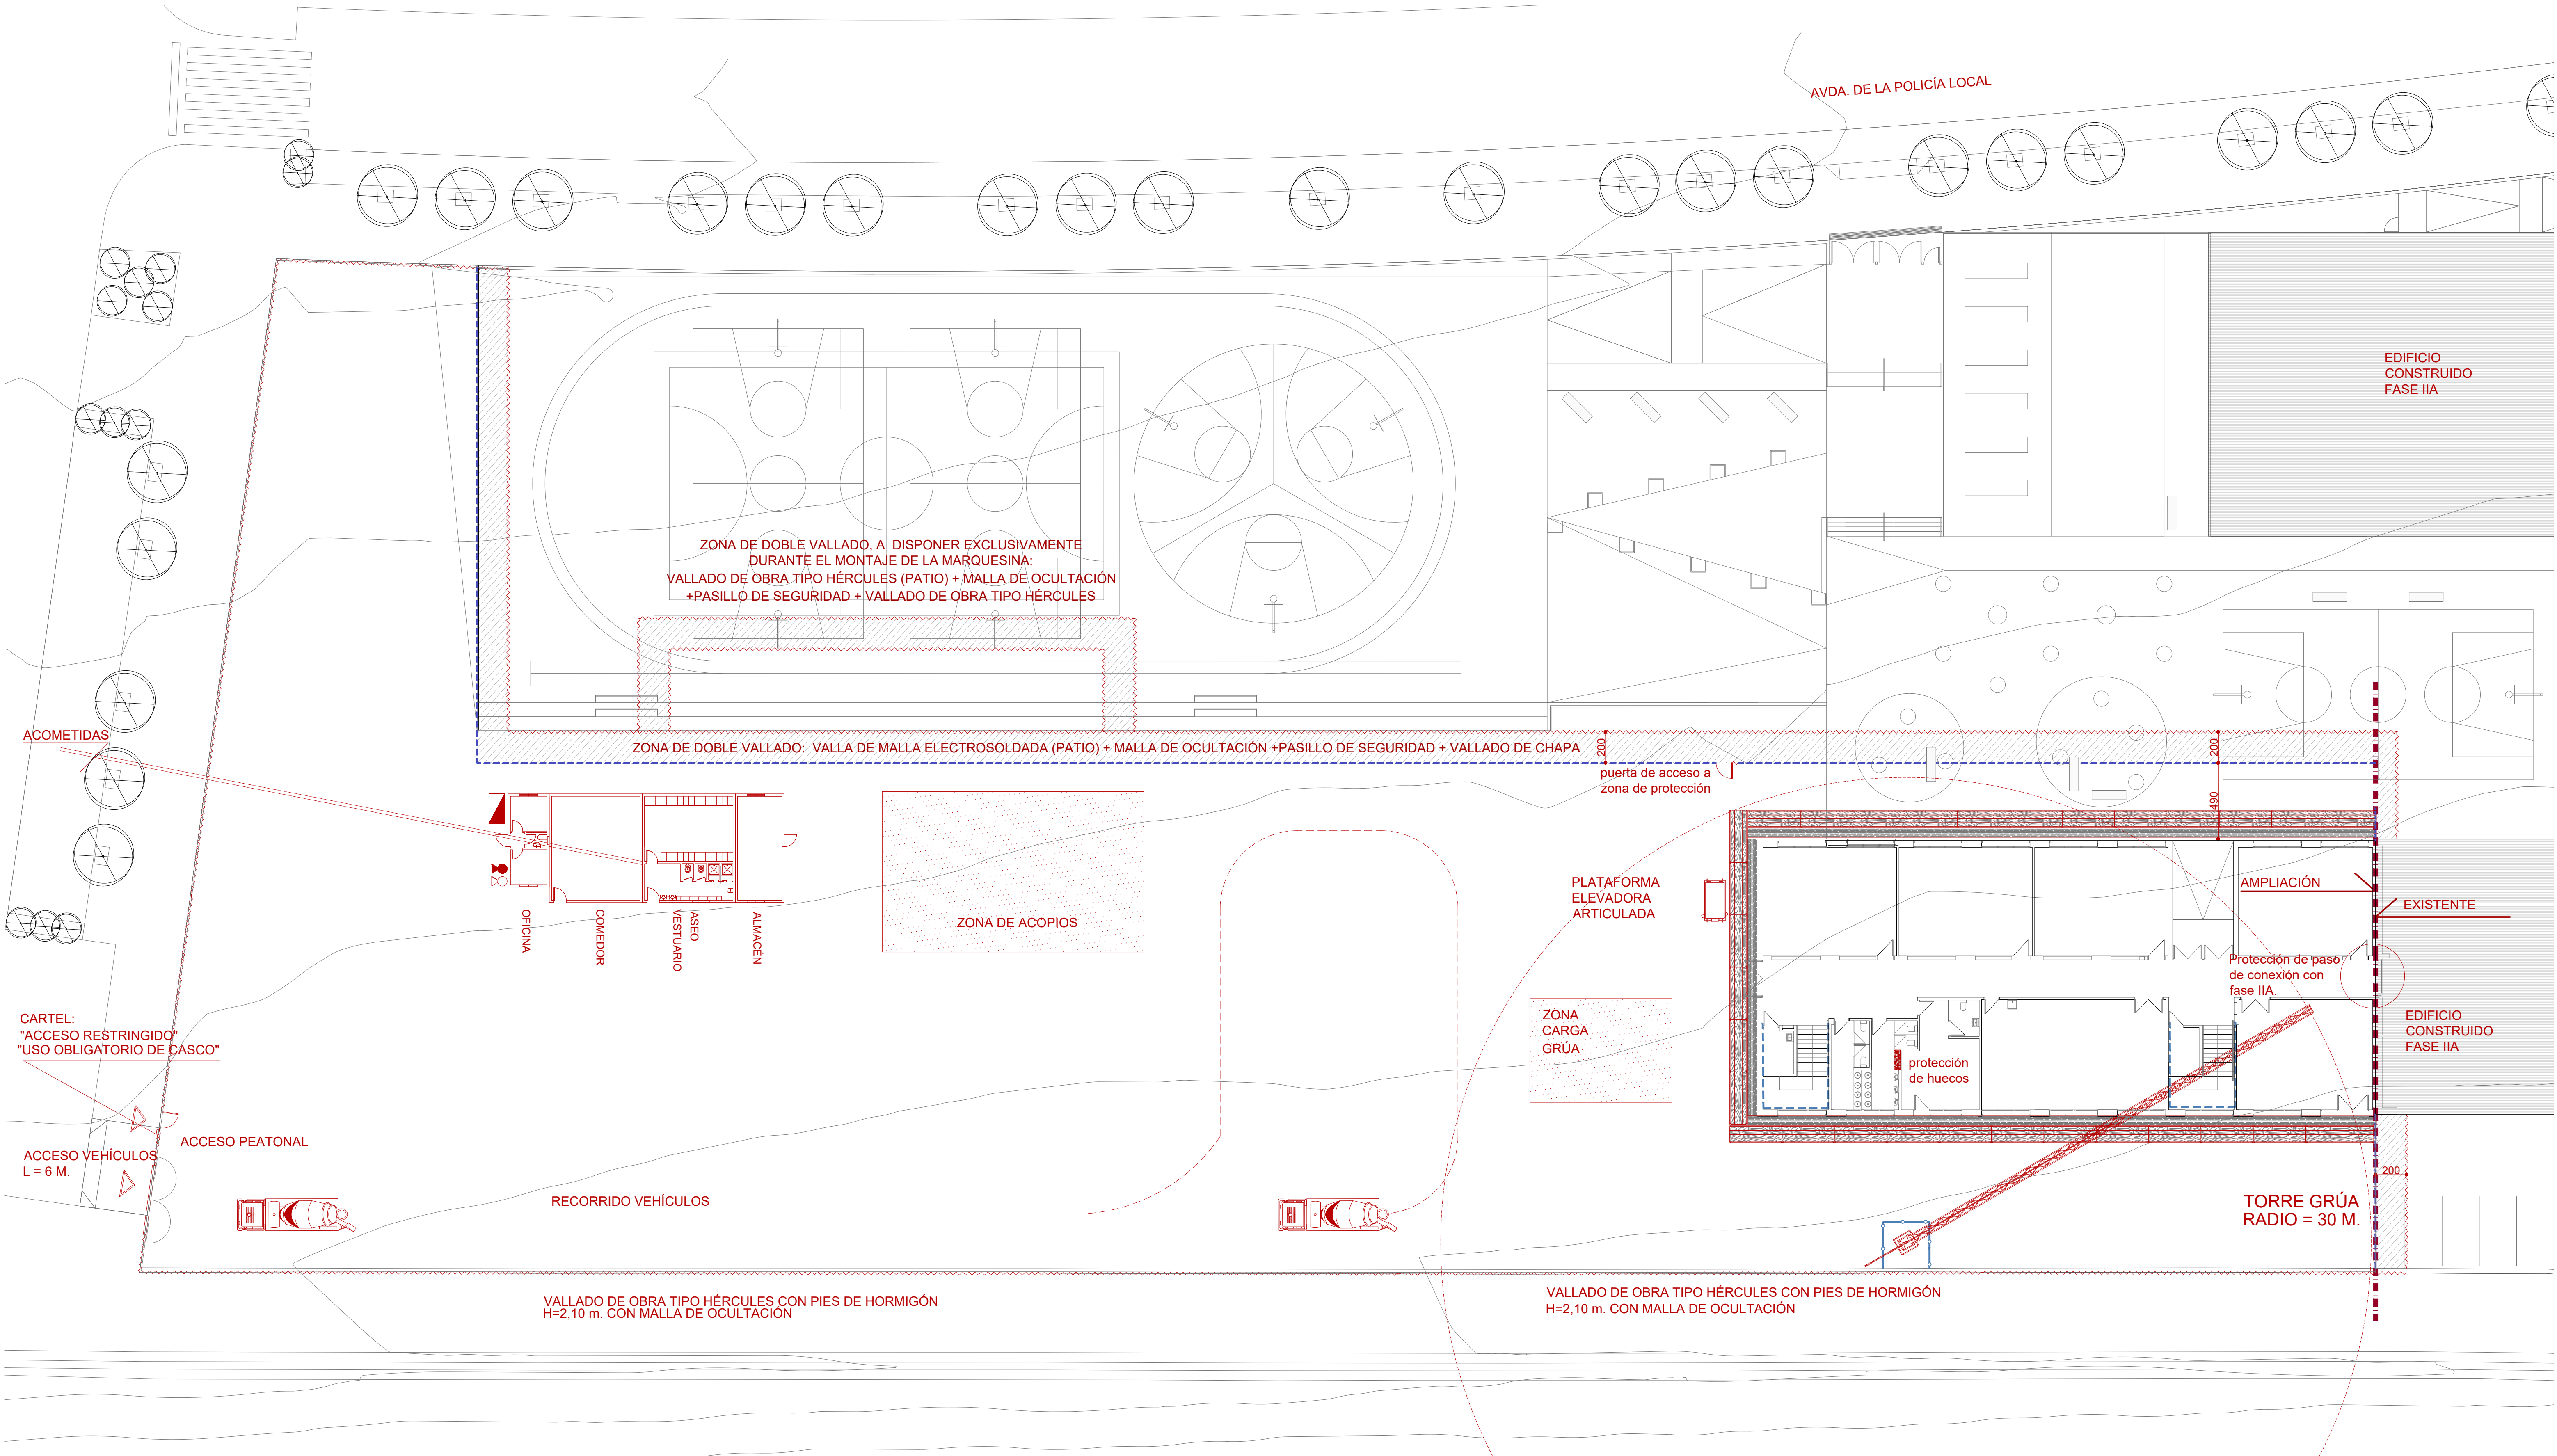 AVDA. DE LA POLICÍA LOCAL
EDIFICIO
CONSTRUIDO
FASE IIA
ZONA DE DOBLE VALLADO, A DISPONER EXCLUSIVAMENTE
DURANTE EL MONTAJE DE LA MARQUESINA:
VALLADO DE OBRA TIPO HÉRCULES (PATIO) + MALLA DE OCULTACIÓN
+PASILLO DE SEGURIDAD + VALLADO DE OBRA TIPO HÉRCULES
ACOMETIDAS
ZONA DE DOBLE VALLADO: VALLA DE MALLA ELECTROSOLDADA (PATIO) + MALLA DE OCULTACIÓN +PASILLO DE SEGURIDAD + VALLADO DE CHAPA
200
200
puerta de acceso a
zona de protección
490
PLATAFORMA
ELEVADORA
ARTICULADA
AMPLIACIÓN
EXISTENTE
OFICINA
COMEDOR
ASEO
VESTUARIO
ALMACÉN
ZONA DE ACOPIOS
Protección de paso
de conexión con
fase IIA.
CARTEL:
"ACCESO RESTRINGIDO"
"USO OBLIGATORIO DE CASCO"
ZONA
CARGA
GRÚA
EDIFICIO
CONSTRUIDO
FASE IIA
protección
de huecos
ACCESO PEATONAL
ACCESO VEHÍCULOS
L = 6 M.
200
RECORRIDO VEHÍCULOS
TORRE GRÚA
RADIO = 30 M.
VALLADO DE OBRA TIPO HÉRCULES CON PIES DE HORMIGÓN
H=2,10 m. CON MALLA DE OCULTACIÓN
VALLADO DE OBRA TIPO HÉRCULES CON PIES DE HORMIGÓN
H=2,10 m. CON MALLA DE OCULTACIÓN